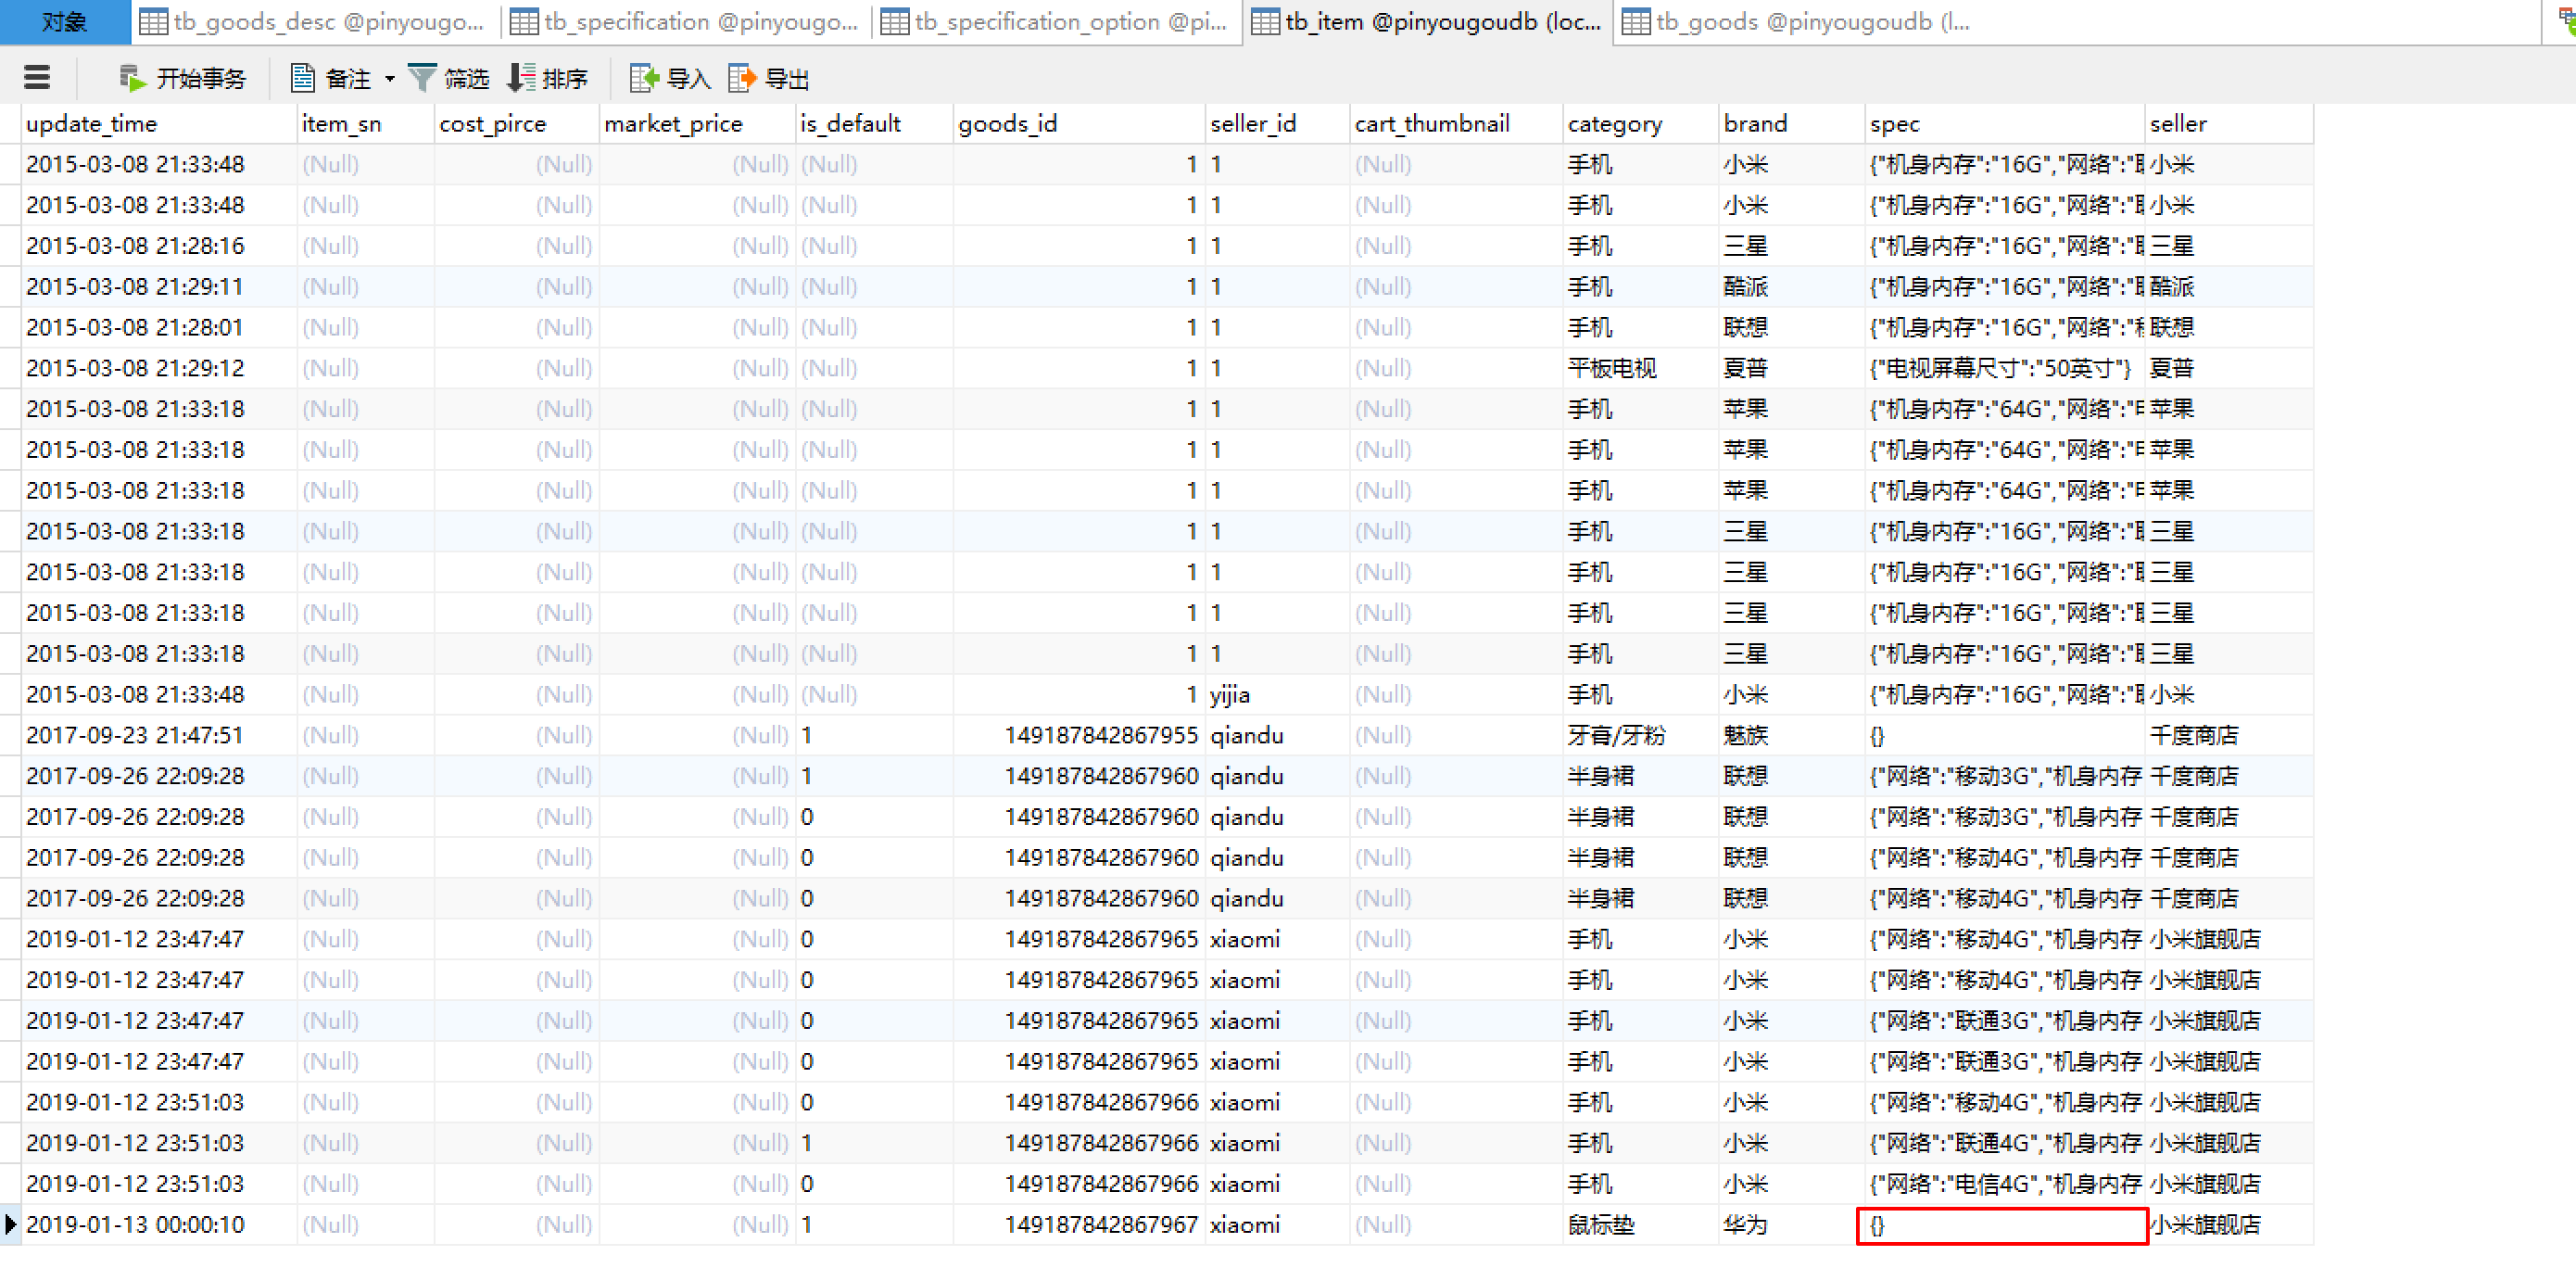 对象 tb_goods_desc @pinyougo... tb_specification @pinyougo... tb_specification_option @pi... tb_item @pinyougoudb (loc... tb_goods @pinyougoudb (l...
开始事务 备注 筛选 排序 导入 导出
update_time item_sn cost_pirce market_price is_default goods_id seller_id cart_thumbnail category brand spec seller
2015-03-08 21:33:48 (Null) (Null) (Null) (Null) 1 1 (Null) 手机 小米 {"机身内存":"16G","网络":"联 小米
2015-03-08 21:33:48 (Null) (Null) (Null) (Null) 1 1 (Null) 手机 小米 {"机身内存":"16G","网络":"联 小米
2015-03-08 21:28:16 (Null) (Null) (Null) (Null) 1 1 (Null) 手机 三星 {"机身内存":"16G","网络":"联 三星
2015-03-08 21:29:11 (Null) (Null) (Null) (Null) 1 1 (Null) 手机 酷派 {"机身内存":"16G","网络":"联 酷派
2015-03-08 21:28:01 (Null) (Null) (Null) (Null) 1 1 (Null) 手机 联想 {"机身内存":"16G","网络":"移 联想
2015-03-08 21:29:12 (Null) (Null) (Null) (Null) 1 1 (Null) 平板电视 夏普 {"电视屏幕尺寸":"50英寸"} 夏普
2015-03-08 21:33:18 (Null) (Null) (Null) (Null) 1 1 (Null) 手机 苹果 {"机身内存":"64G","网络":"电 苹果
2015-03-08 21:33:18 (Null) (Null) (Null) (Null) 1 1 (Null) 手机 苹果 {"机身内存":"64G","网络":"电 苹果
2015-03-08 21:33:18 (Null) (Null) (Null) (Null) 1 1 (Null) 手机 苹果 {"机身内存":"64G","网络":"电 苹果
2015-03-08 21:33:18 (Null) (Null) (Null) (Null) 1 1 (Null) 手机 三星 {"机身内存":"16G","网络":"联 三星
2015-03-08 21:33:18 (Null) (Null) (Null) (Null) 1 1 (Null) 手机 三星 {"机身内存":"16G","网络":"联 三星
2015-03-08 21:33:18 (Null) (Null) (Null) (Null) 1 1 (Null) 手机 三星 {"机身内存":"16G","网络":"联 三星
2015-03-08 21:33:18 (Null) (Null) (Null) (Null) 1 1 (Null) 手机 三星 {"机身内存":"16G","网络":"联 三星
2015-03-08 21:33:48 (Null) (Null) (Null) (Null) 1 yijia (Null) 手机 小米 {"机身内存":"16G","网络":"联 小米
2017-09-23 21:47:51 (Null) (Null) (Null) 1 149187842867955 qiandu (Null) 牙膏/牙粉 魅族 {} 千度商店
2017-09-26 22:09:28 (Null) (Null) (Null) 1 149187842867960 qiandu (Null) 半身裙 联想 {"网络":"移动3G","机身内存 千度商店
2017-09-26 22:09:28 (Null) (Null) (Null) 0 149187842867960 qiandu (Null) 半身裙 联想 {"网络":"移动3G","机身内存 千度商店
2017-09-26 22:09:28 (Null) (Null) (Null) 0 149187842867960 qiandu (Null) 半身裙 联想 {"网络":"移动4G","机身内存 千度商店
2017-09-26 22:09:28 (Null) (Null) (Null) 0 149187842867960 qiandu (Null) 半身裙 联想 {"网络":"移动4G","机身内存 千度商店
2019-01-12 23:47:47 (Null) (Null) (Null) 0 149187842867965 xiaomi (Null) 手机 小米 {"网络":"移动4G","机身内存 小米旗舰店
2019-01-12 23:47:47 (Null) (Null) (Null) 0 149187842867965 xiaomi (Null) 手机 小米 {"网络":"移动4G","机身内存 小米旗舰店
2019-01-12 23:47:47 (Null) (Null) (Null) 0 149187842867965 xiaomi (Null) 手机 小米 {"网络":"联通3G","机身内存 小米旗舰店
2019-01-12 23:47:47 (Null) (Null) (Null) 0 149187842867965 xiaomi (Null) 手机 小米 {"网络":"联通3G","机身内存 小米旗舰店
2019-01-12 23:51:03 (Null) (Null) (Null) 0 149187842867966 xiaomi (Null) 手机 小米 {"网络":"移动4G","机身内存 小米旗舰店
2019-01-12 23:51:03 (Null) (Null) (Null) 1 149187842867966 xiaomi (Null) 手机 小米 {"网络":"联通4G","机身内存 小米旗舰店
2019-01-12 23:51:03 (Null) (Null) (Null) 0 149187842867966 xiaomi (Null) 手机 小米 {"网络":"电信4G","机身内存 小米旗舰店
2019-01-13 00:00:10 (Null) (Null) (Null) 1 149187842867967 xiaomi (Null) 鼠标垫 华为 {} 小米旗舰店